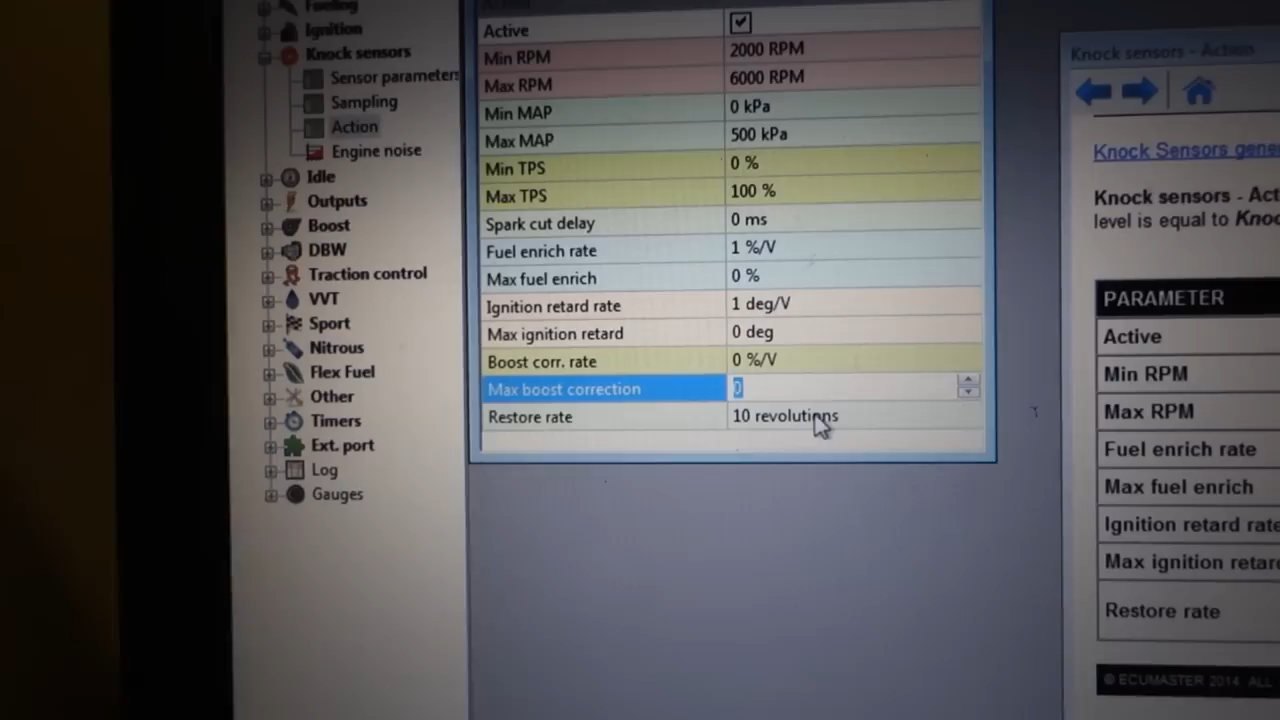 Fueling
Ignition
Knock sensors
Sensor parameters
Sampling
Action
Engine noise
Idle
Outputs
Boost
DBW
Traction control
VVT
Sport
Nitrous
Flex Fuel
Other
Timers
Ext. port
Log
Gauges
Active
Min RPM 2000 RPM
Max RPM 6000 RPM
Min MAP 0 kPa
Max MAP 500 kPa
Min TPS 0 %
Max TPS 100 %
Spark cut delay 0 ms
Fuel enrich rate 1 %/V
Max fuel enrich 0 %
Ignition retard rate 1 deg/V
Max ignition retard 0 deg
Boost corr. rate 0 %/V
Max boost correction 0
Restore rate 10 revolutions
Knock sensors - Action
Knock Sensors gene
Knock sensors - Act
level is equal to Knoc
PARAMETER
Active
Min RPM
Max RPM
Fuel enrich rate
Max fuel enrich
Ignition retard rate
Max ignition retar
Restore rate
© ECUMASTER 2014 ALL